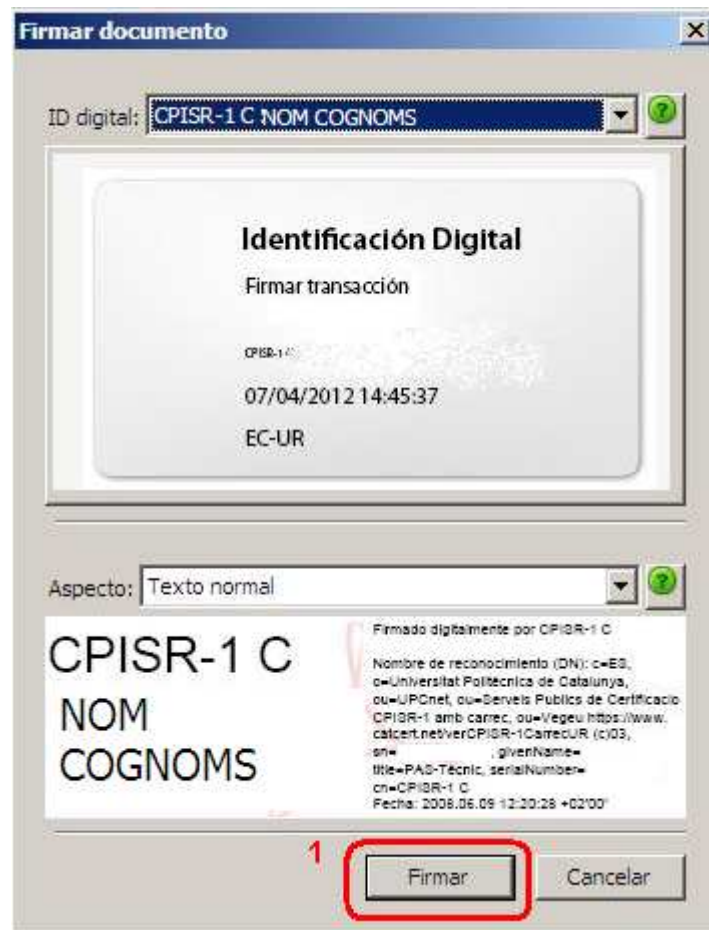 Firmar documento
ID digital: CPISR-1 C NOM COGNOMS
Identificación Digital
Firmar transacción
CPISR-1
07/04/2012 14:45:37
EC-UR
Aspecto: Texto normal
CPISR-1 C
NOM
COGNOMS
Firmado digitalmente por CPISR-1 C
Nombre de reconocimiento (DN): c=ES,
o=Universitat Politècnica de Catalunya,
ou=UPCnet, ou=Serveis Publics de Certificacio
CPISR-1 amb carrec, ou=Vegeu https://www.
catcert.net/verCPISR-1CarrecUR (c)03,
sn= , givenName=
title=PAS-Tècnic, serialNumber=
cn=CPISR-1 C
Fecha: 2008.06.09 12:20:28 +02'00'
1
Firmar
Cancelar